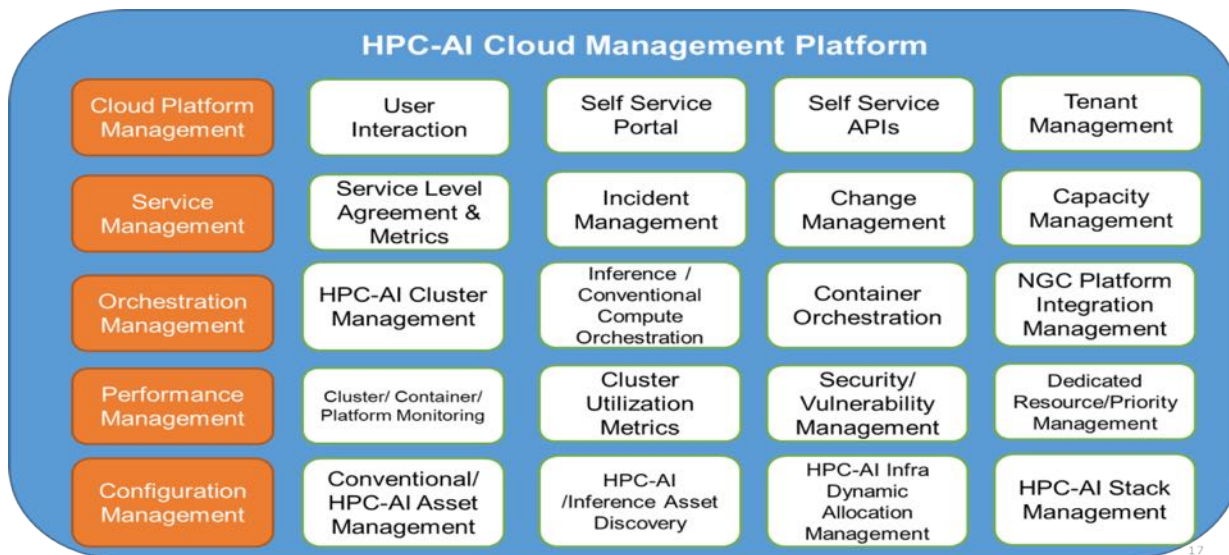 HPC-AI Cloud Management Platform
Cloud Platform
Management
User
Interaction
Self Service
Portal
Self Service
APIs
Tenant
Management
Service
Management
Service Level
Agreement &
Metrics
Incident
Management
Change
Management
Capacity
Management
Orchestration
Management
HPC-AI Cluster
Management
Inference /
Conventional
Compute
Orchestration
Container
Orchestration
NGC Platform
Integration
Management
Performance
Management
Cluster/ Container/
Platform Monitoring
Cluster
Utilization
Metrics
Security/
Vulnerability
Management
Dedicated
Resource/Priority
Management
Configuration
Management
Conventional/
HPC-AI Asset
Management
HPC-AI
/Inference Asset
Discovery
HPC-AI Infra
Dynamic
Allocation
Management
HPC-AI Stack
Management
17